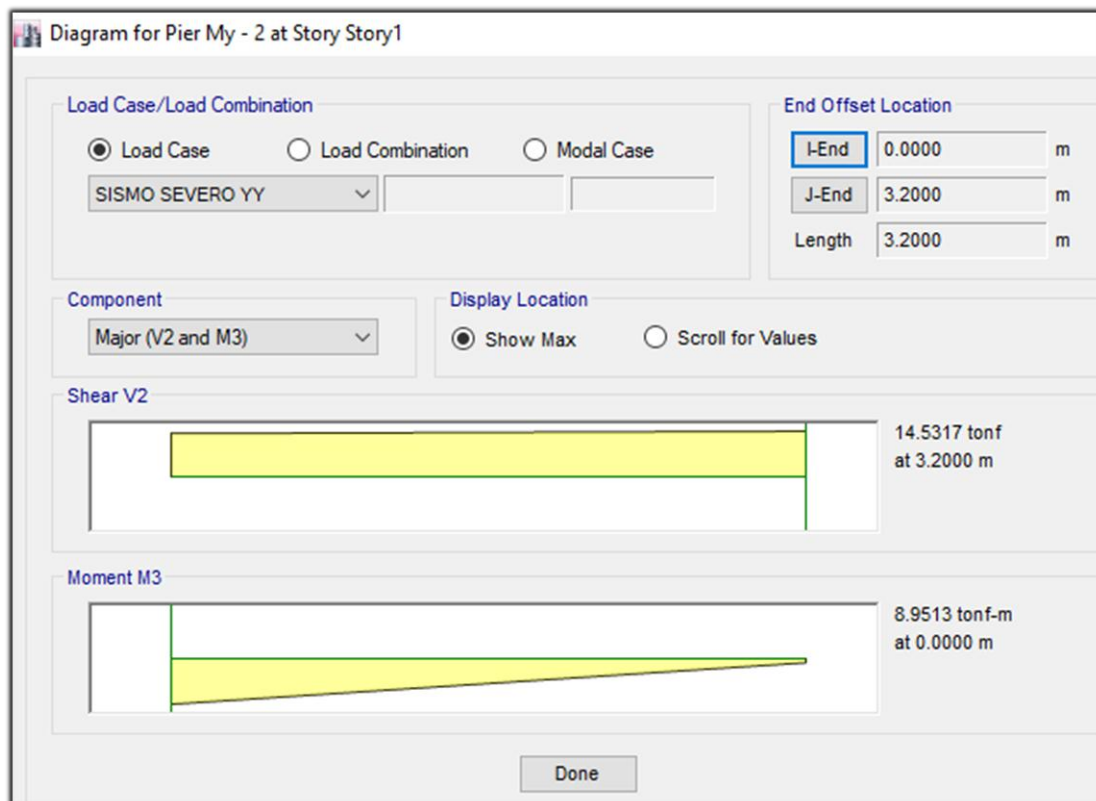 Diagram for Pier My - 2 at Story Story1
Load Case/Load Combination
Load Case
Load Combination
Modal Case
SISMO SEVERO YY
End Offset Location
I-End
0.0000
m
J-End
3.2000
m
Length
3.2000
m
Component
Major (V2 and M3)
Display Location
Show Max
Scroll for Values
Shear V2
14.5317 tonf
at 3.2000 m
Moment M3
8.9513 tonf-m
at 0.0000 m
Done